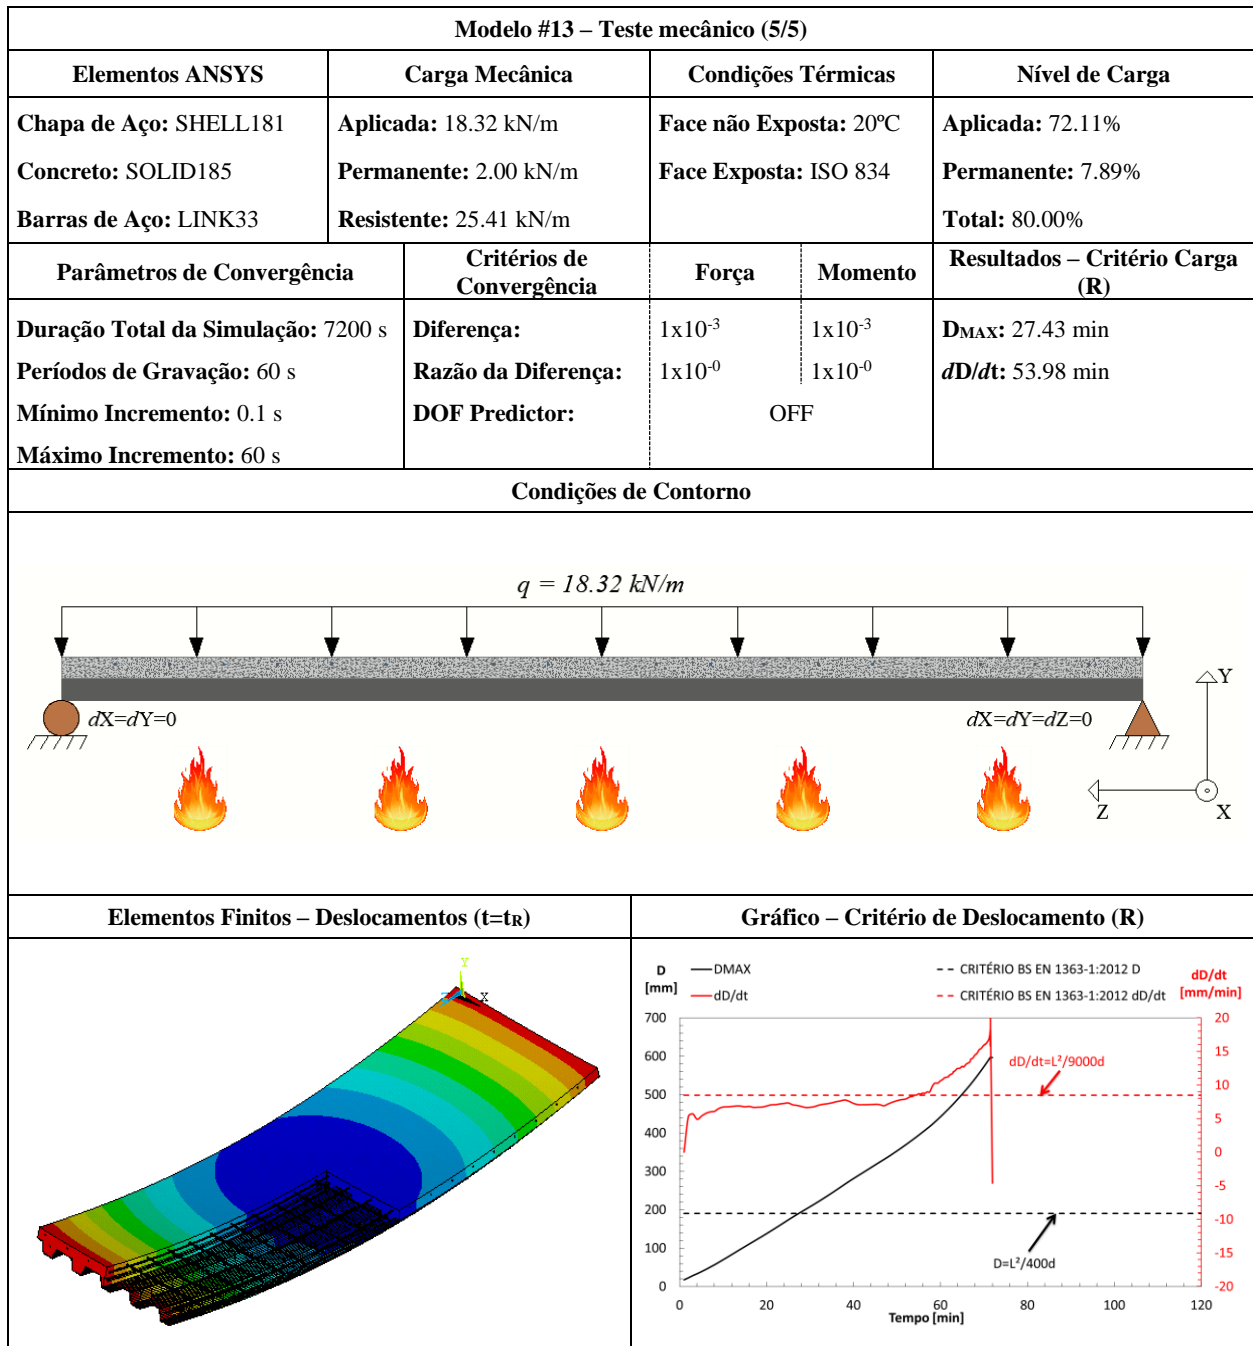 Modelo #13 – Teste mecânico (5/5)
Elementos ANSYS
Carga Mecânica
Condições Térmicas
Nível de Carga
Chapa de Aço: SHELL181
Concreto: SOLID185
Barras de Aço: LINK33
Aplicada: 18.32 kN/m
Permanente: 2.00 kN/m
Resistente: 25.41 kN/m
Face não Exposta: 20ºC
Face Exposta: ISO 834
Aplicada: 72.11%
Permanente: 7.89%
Total: 80.00%
Parâmetros de Convergência
Critérios de
Convergência
Força
Momento
Resultados – Critério Carga
(R)
Duração Total da Simulação: 7200 s
Períodos de Gravação: 60 s
Mínimo Incremento: 0.1 s
Máximo Incremento: 60 s
Diferença: 1x10⁻³ 1x10⁻³
Razão da Diferença: 1x10⁻⁰ 1x10⁻⁰
DOF Predictor: OFF
DMAX: 27.43 min
dD/dt: 53.98 min
Condições de Contorno
q = 18.32 kN/m
dX=dY=0
dX=dY=dZ=0
Y
Z
X
Elementos Finitos – Deslocamentos (t=tR)
Gráfico – Critério de Deslocamento (R)
Y
X
D
[mm]
DMAX
dD/dt
CRITÉRIO BS EN 1363-1:2012 D
CRITÉRIO BS EN 1363-1:2012 dD/dt
dD/dt
[mm/min]
700
600
500
400
300
200
100
0
20
15
10
5
0
-5
-10
-15
-20
dD/dt=L²/9000d
D=L²/400d
0 20 40 60 80 100 120
Tempo [min]